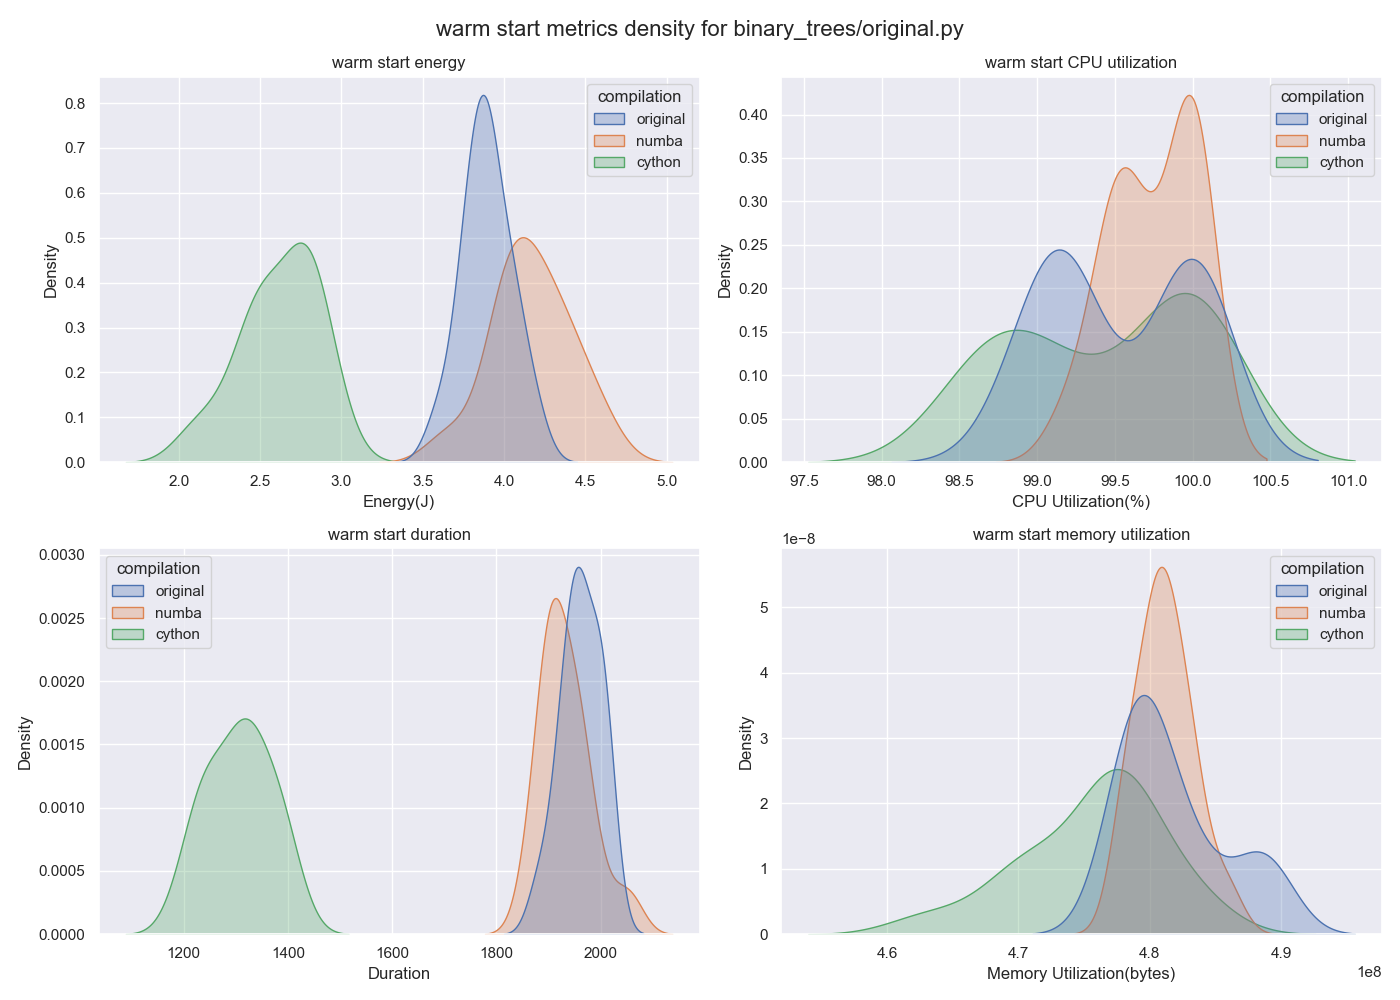 warm start metrics density for binary_trees/original.py
warm start energy
compilation
original
numba
cython
0.8
0.7
0.6
0.5
0.4
0.3
0.2
0.1
0.0
Density
2.0 2.5 3.0 3.5 4.0 4.5 5.0
Energy(J)
warm start CPU utilization
compilation
original
numba
cython
0.40
0.35
0.30
0.25
0.20
0.15
0.10
0.05
0.00
Density
97.5 98.0 98.5 99.0 99.5 100.0 100.5 101.0
CPU Utilization(%)
warm start duration
compilation
original
numba
cython
0.0030
0.0025
0.0020
0.0015
0.0010
0.0005
0.0000
Density
1200 1400 1600 1800 2000
Duration
1e−8
warm start memory utilization
compilation
original
numba
cython
5
4
3
2
1
0
Density
4.6 4.7 4.8 4.9
1e8
Memory Utilization(bytes)